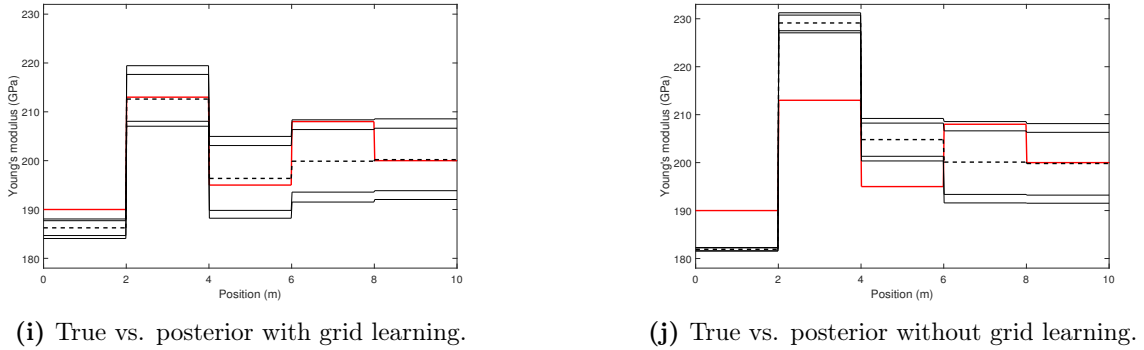 230
220
210
200
190
180
Young's modulus (GPa)
0 2 4 6 8 10
Position (m)
(i) True vs. posterior with grid learning.
230
220
210
200
190
180
Young's modulus (GPa)
0 2 4 6 8 10
Position (m)
(j) True vs. posterior without grid learning.